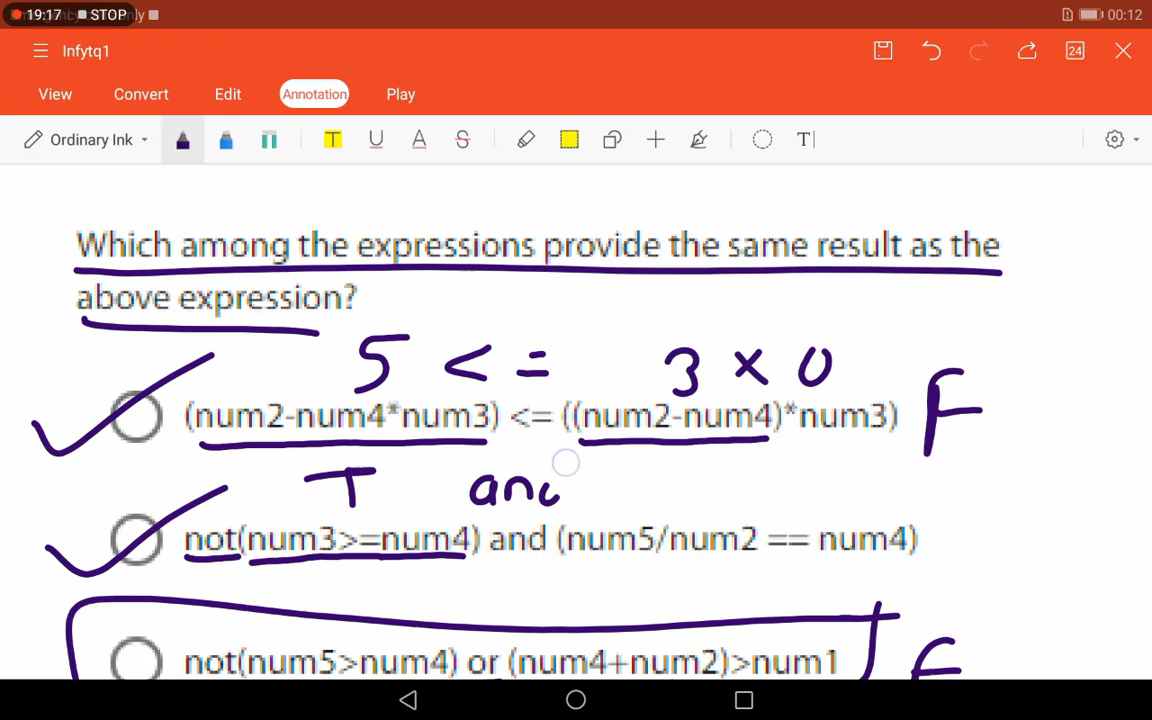 19:17 STOP 00:12
Infytq1 24
View Convert Edit Annotation Play
Ordinary Ink T U A S T
Which among the expressions provide the same result as the
above expression?
5 <= 3 × 0
(num2-num4*num3) <= ((num2-num4)*num3) F
T and
not(num3>=num4) and (num5/num2 == num4)
not(num5>num4) or (num4+num2)>num1 F